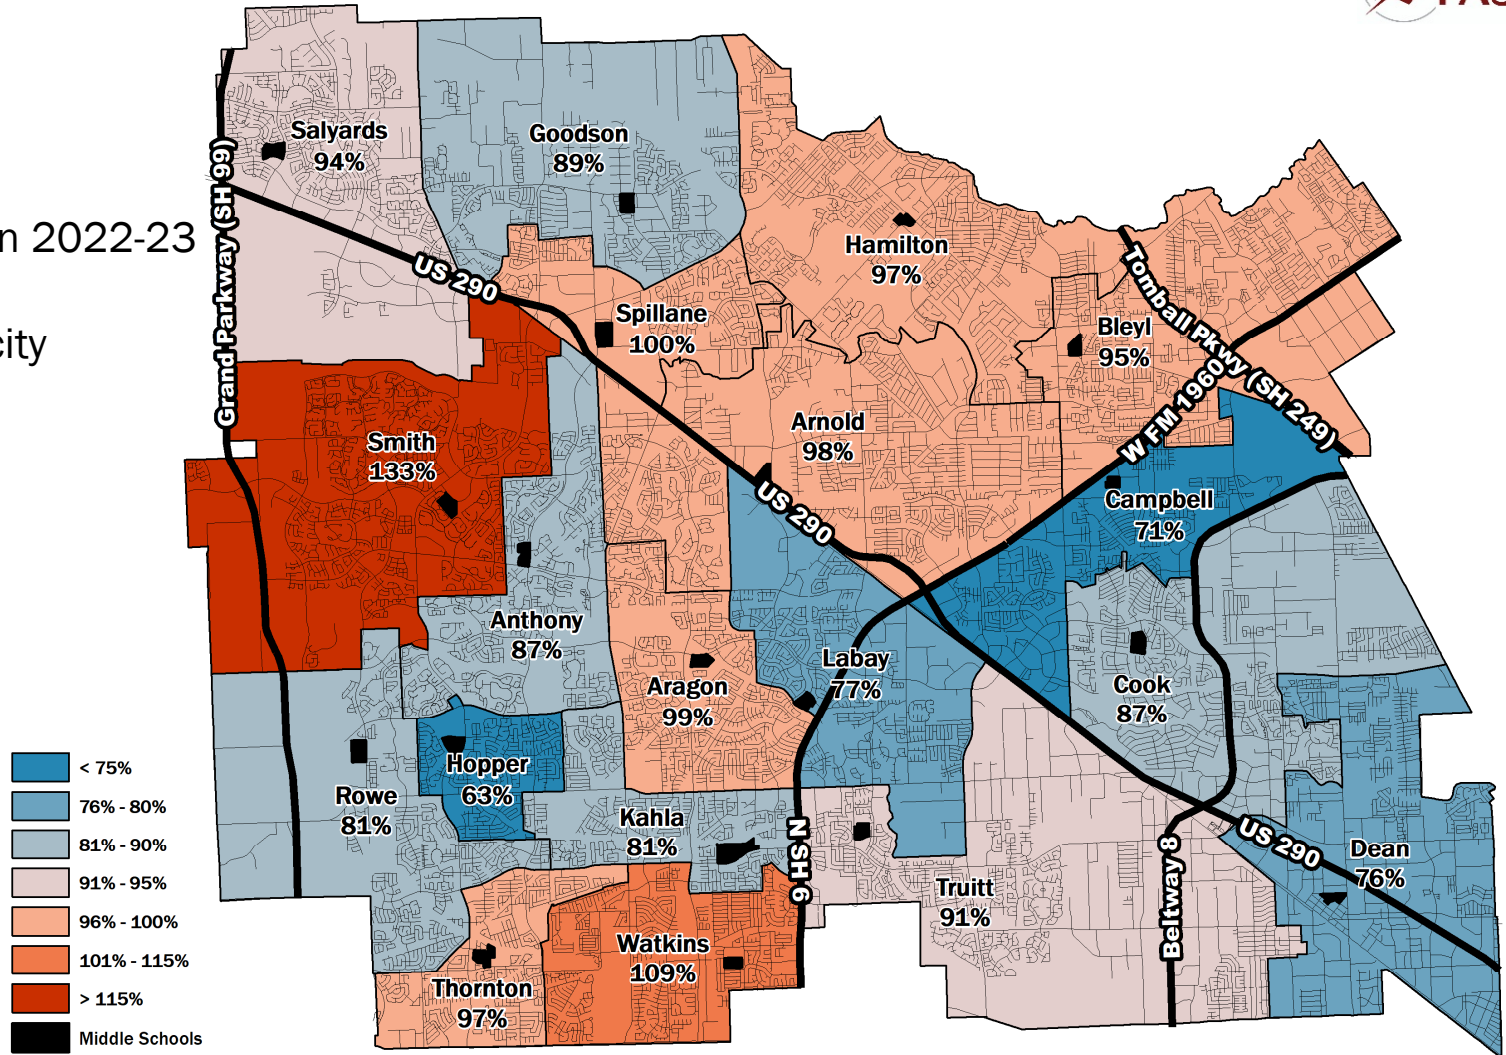 n 2022-23
city
Salyards
94%
Goodson
89%
Hamilton
97%
Grand Parkway (SH 99)
US 290
Spillane
100%
Tomball Pkwy (SH 249)
Bleyl
95%
W FM 1960
Arnold
98%
Smith
133%
US 290
Campbell
71%
Anthony
87%
Labay
77%
Aragon
99%
Cook
87%
Hopper
63%
Rowe
81%
Kahla
81%
N SH 6
Truitt
91%
Beltway 8
US 290
Dean
76%
Watkins
109%
Thornton
97%
< 75%
76% - 80%
81% - 90%
91% - 95%
96% - 100%
101% - 115%
> 115%
Middle Schools